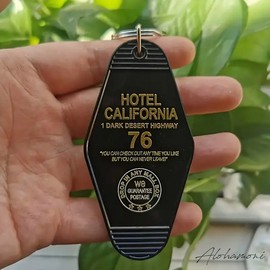 HOTEL
CALIFORNIA
1 DARK DESERT HIGHWAY
76
"YOU CAN CHECK OUT ANY TIME YOU LIKE
BUT YOU CAN NEVER LEAVE!"
DROP IN ANY MAIL BOX
WE
GUARANTEE
POSTAGE
Alohamoni